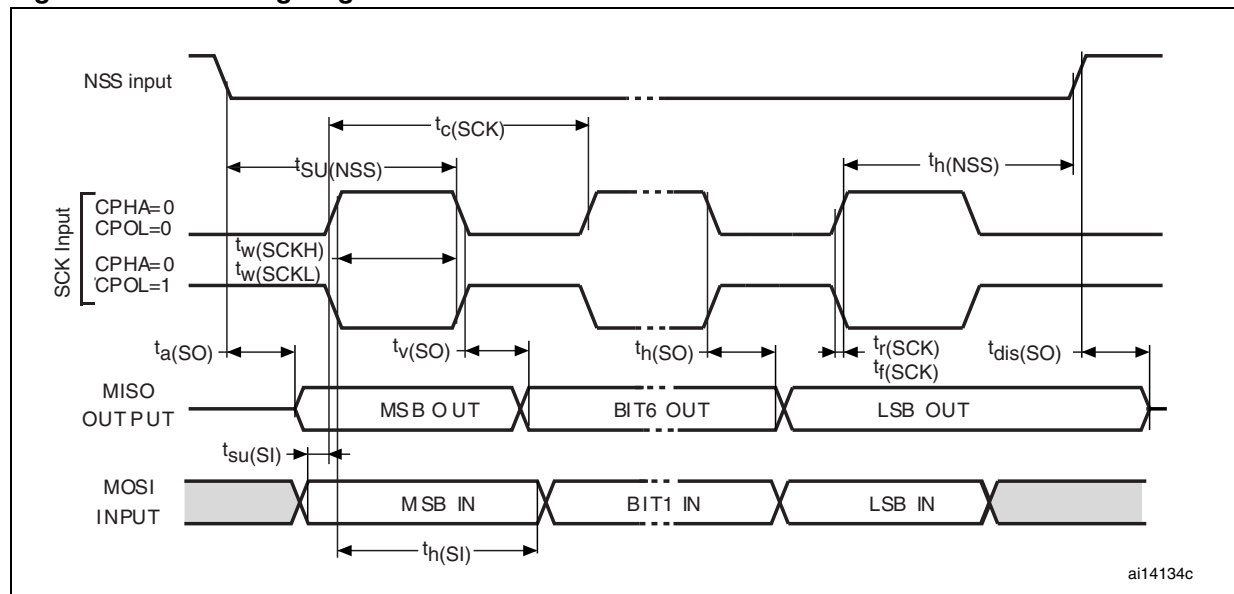 NSS input
tc(SCK)
tSU(NSS)
th(NSS)
SCK Input
CPHA=0
CPOL=0
tw(SCKH)
CPHA=0
tw(SCKL)
CPOL=1
ta(SO)
tv(SO)
th(SO)
tr(SCK)
tf(SCK)
tdis(SO)
MISO
OUTPUT
MSB OUT
BIT6 OUT
LSB OUT
tsu(SI)
MOSI
INPUT
MSB IN
BIT1 IN
LSB IN
th(SI)
ai14134c